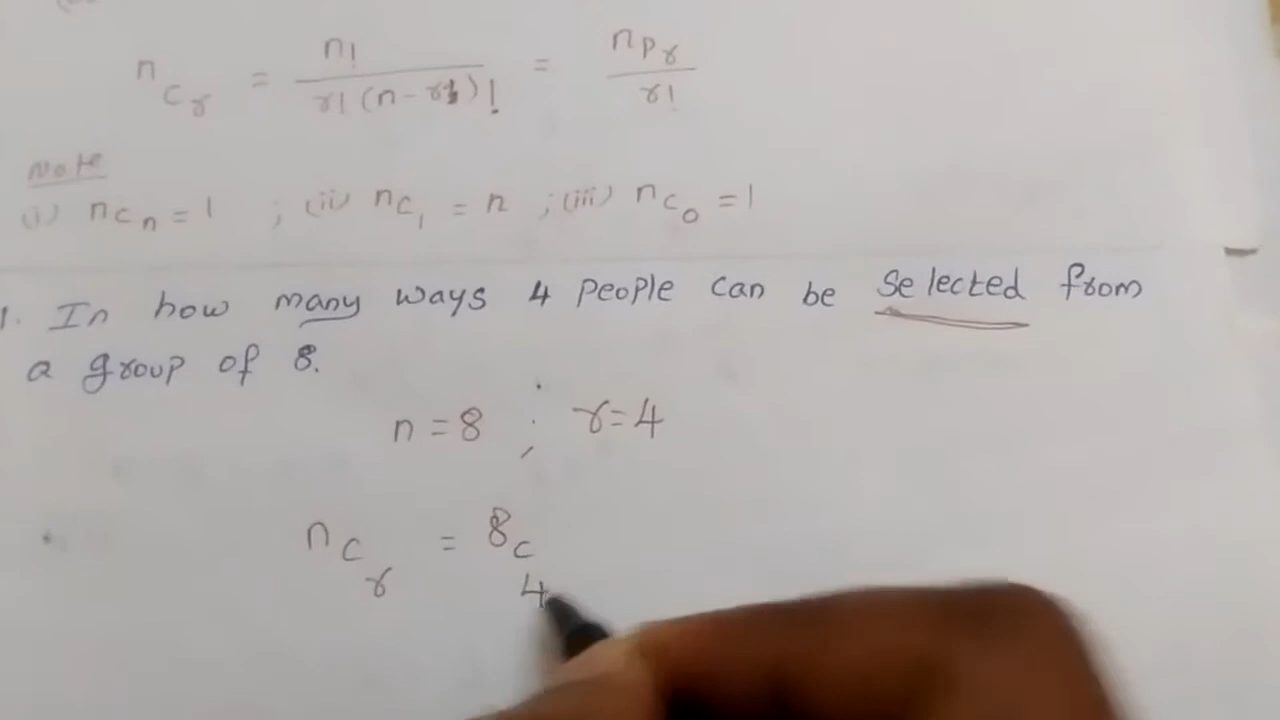 nCr = n! / r!(n-r)! = nPr / r!
Note
(i) nCn = 1 ; (ii) nC1 = n ; (iii) nC0 = 1
1. In how many ways 4 people can be selected from
a group of 8.
n = 8 ; r = 4
nCr = 8C4